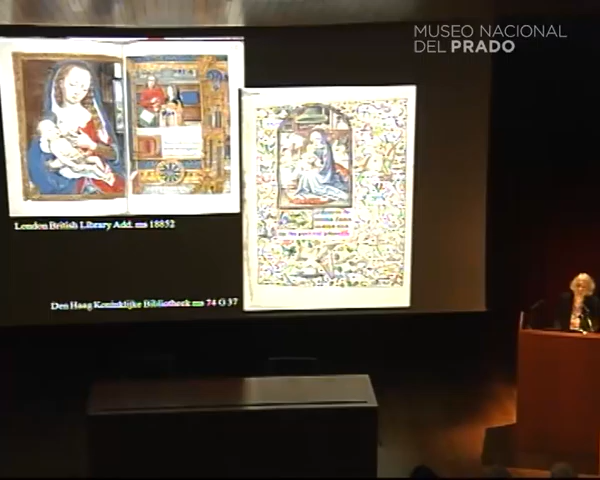 MUSEO NACIONAL
DEL PRADO
London British Library Add. ms 18852
Den Haag Koninklijke Bibliotheek ms 74 G 37